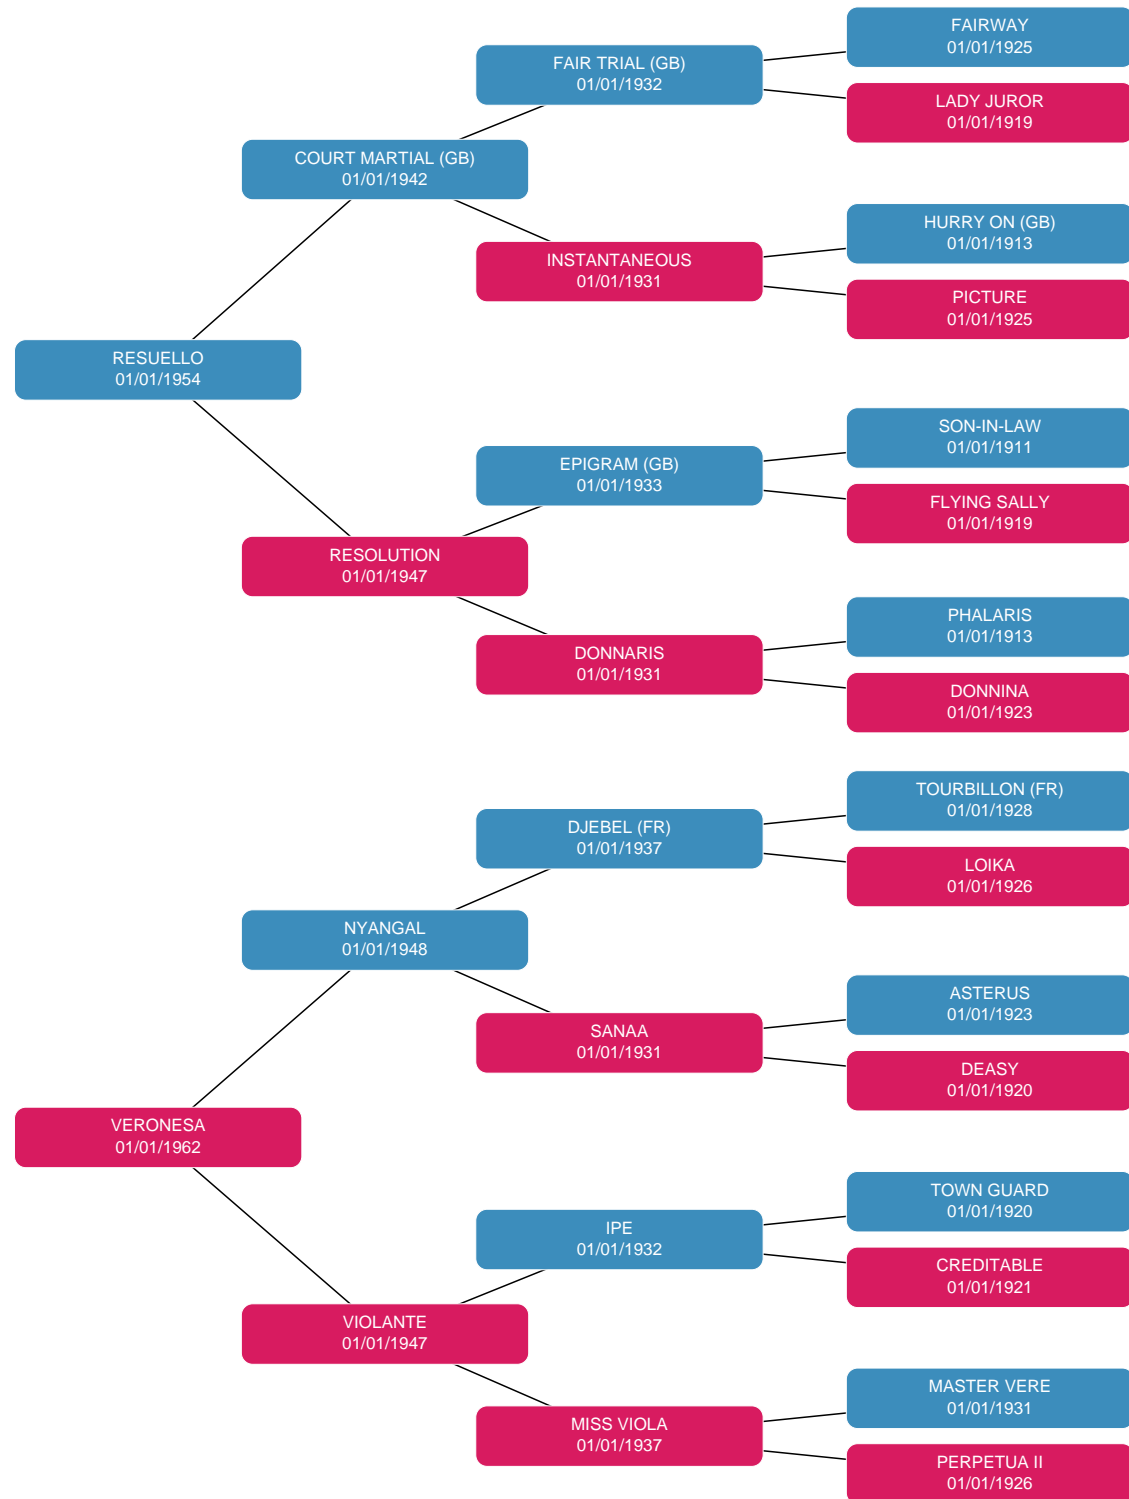 FAIRWAY
01/01/1925
FAIR TRIAL (GB)
01/01/1932
LADY JUROR
01/01/1919
COURT MARTIAL (GB)
01/01/1942
HURRY ON (GB)
01/01/1913
INSTANTANEOUS
01/01/1931
PICTURE
01/01/1925
RESUELLO
01/01/1954
SON-IN-LAW
01/01/1911
EPIGRAM (GB)
01/01/1933
FLYING SALLY
01/01/1919
RESOLUTION
01/01/1947
PHALARIS
01/01/1913
DONNARIS
01/01/1931
DONNINA
01/01/1923
TOURBILLON (FR)
01/01/1928
DJEBEL (FR)
01/01/1937
LOIKA
01/01/1926
NYANGAL
01/01/1948
ASTERUS
01/01/1923
SANAA
01/01/1931
DEASY
01/01/1920
VERONESA
01/01/1962
TOWN GUARD
01/01/1920
IPE
01/01/1932
CREDITABLE
01/01/1921
VIOLANTE
01/01/1947
MASTER VERE
01/01/1931
MISS VIOLA
01/01/1937
PERPETUA II
01/01/1926